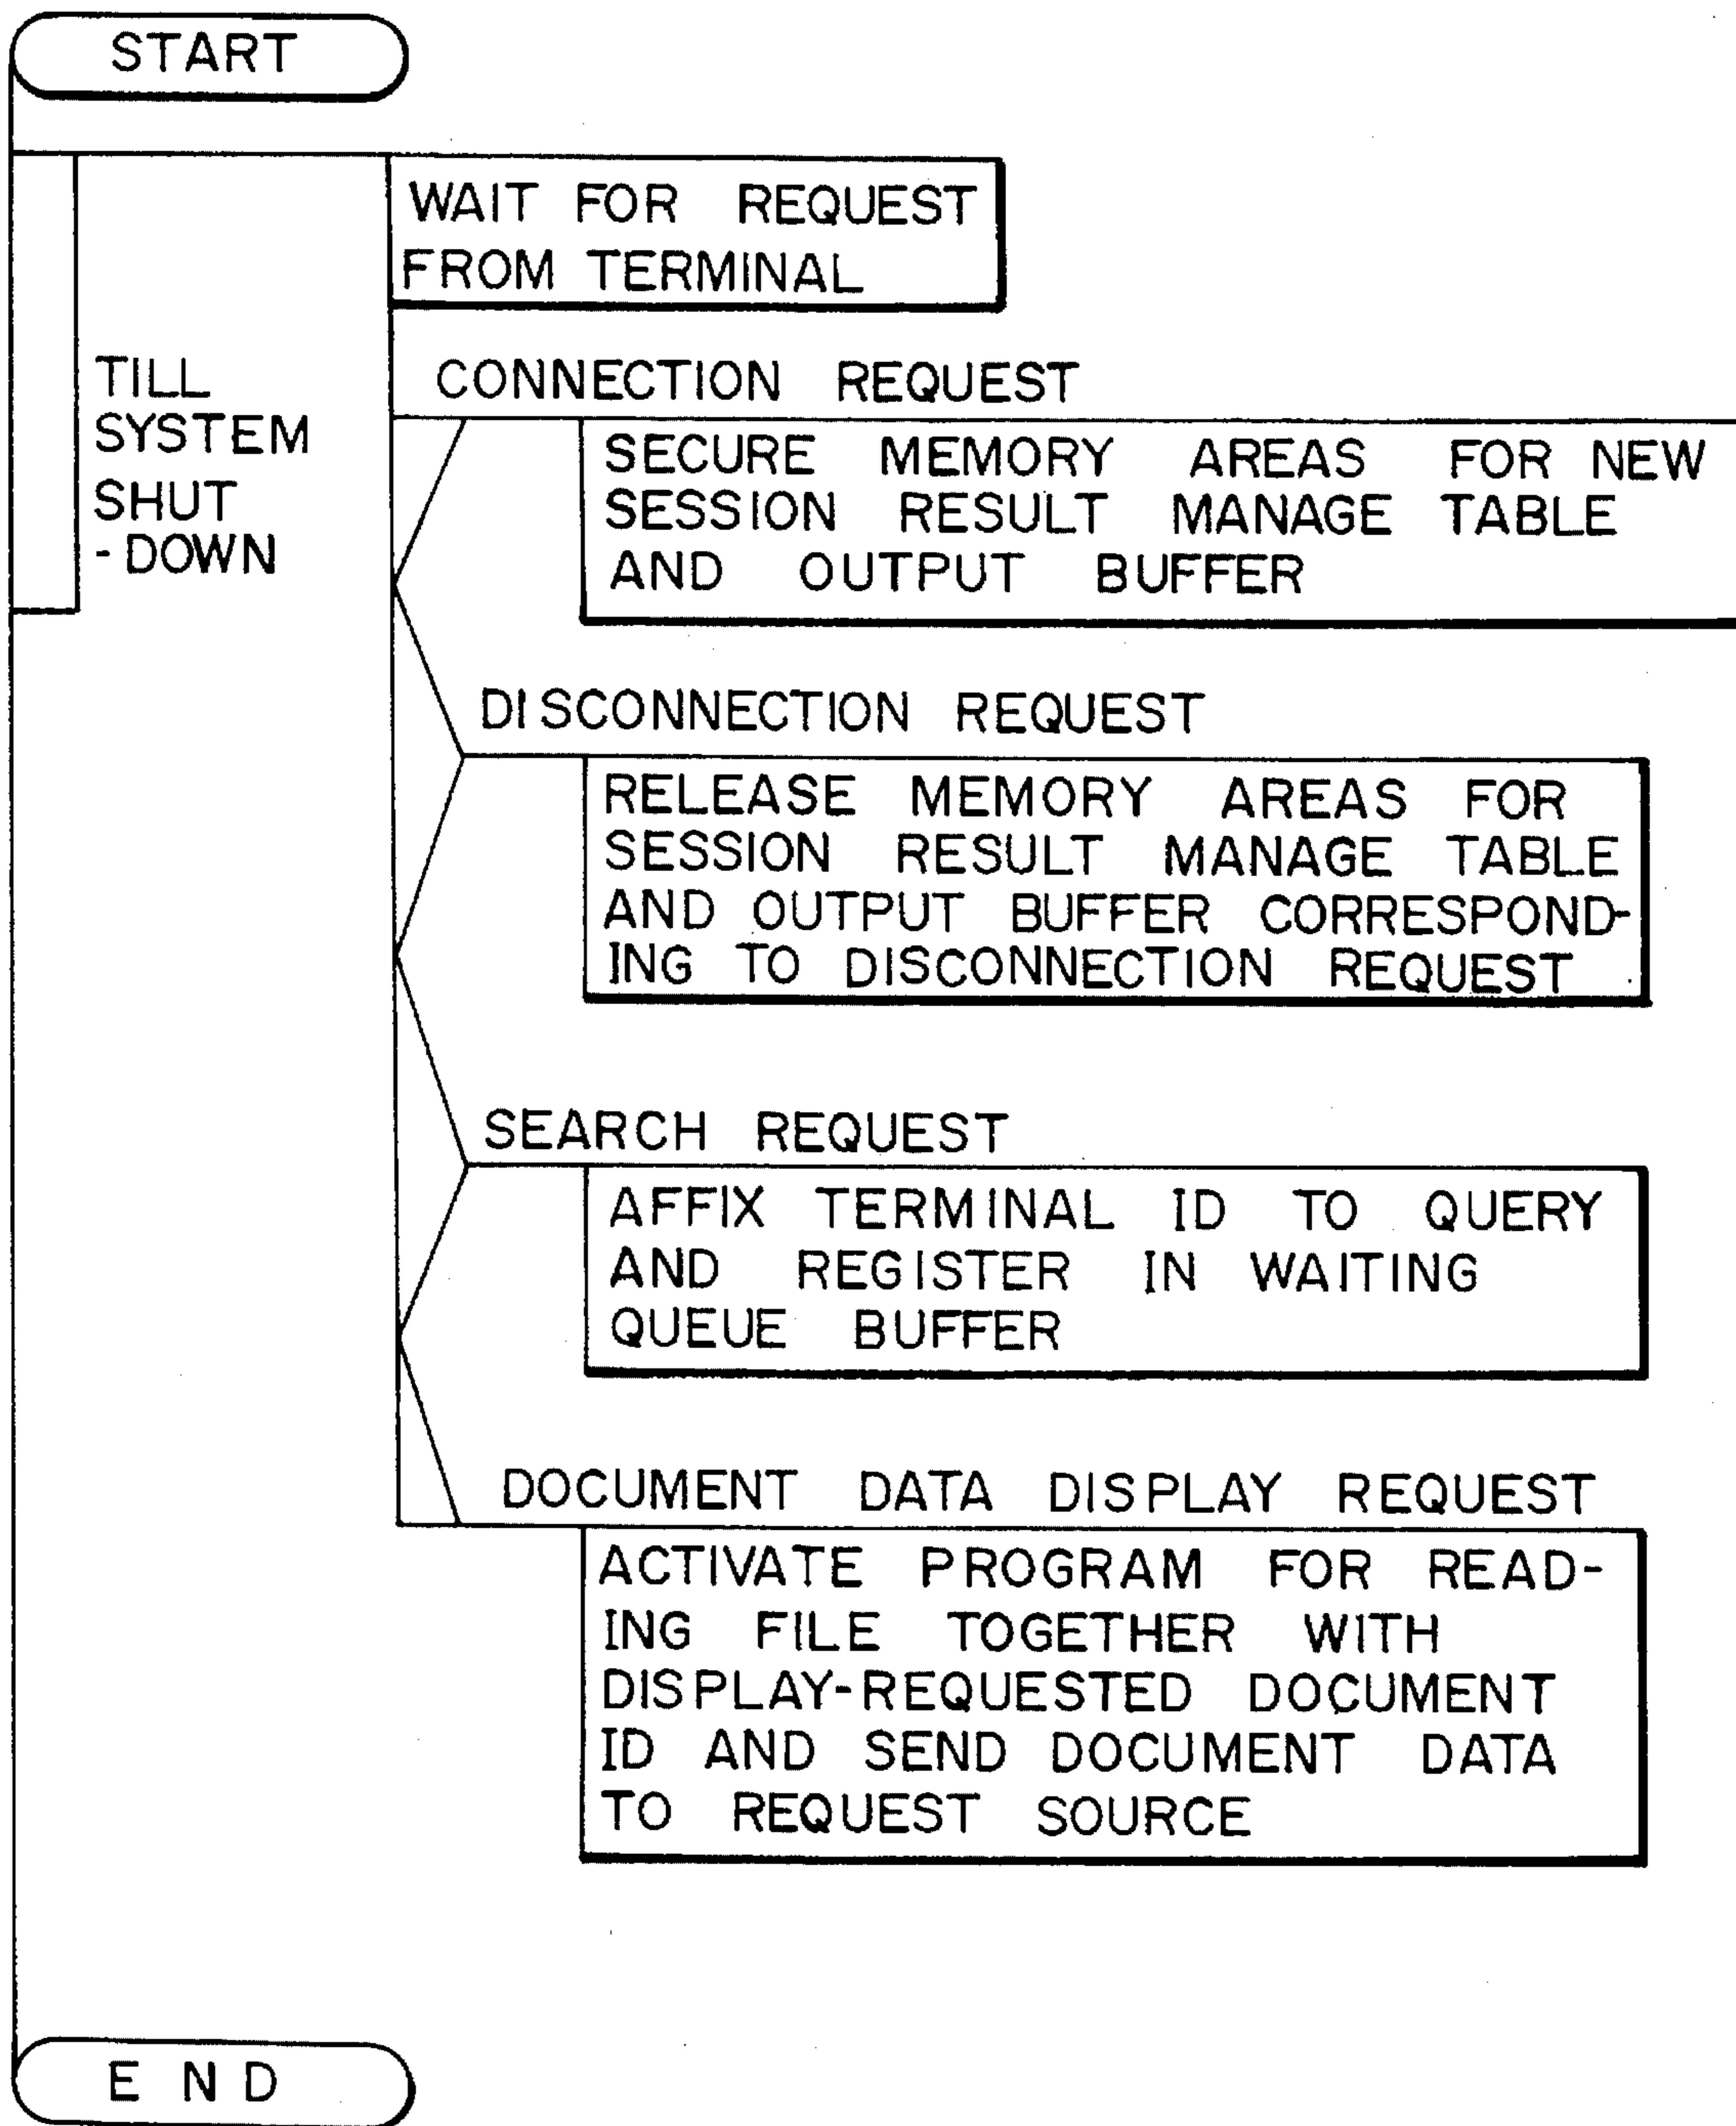 START
WAIT FOR REQUEST
FROM TERMINAL
TILL
SYSTEM
SHUT
-DOWN
CONNECTION REQUEST
SECURE MEMORY AREAS FOR NEW
SESSION RESULT MANAGE TABLE
AND OUTPUT BUFFER
DISCONNECTION REQUEST
RELEASE MEMORY AREAS FOR
SESSION RESULT MANAGE TABLE
AND OUTPUT BUFFER CORRESPOND-
ING TO DISCONNECTION REQUEST
SEARCH REQUEST
AFFIX TERMINAL ID TO QUERY
AND REGISTER IN WAITING
QUEUE BUFFER
DOCUMENT DATA DISPLAY REQUEST
ACTIVATE PROGRAM FOR READ-
ING FILE TOGETHER WITH
DISPLAY-REQUESTED DOCUMENT
ID AND SEND DOCUMENT DATA
TO REQUEST SOURCE
END